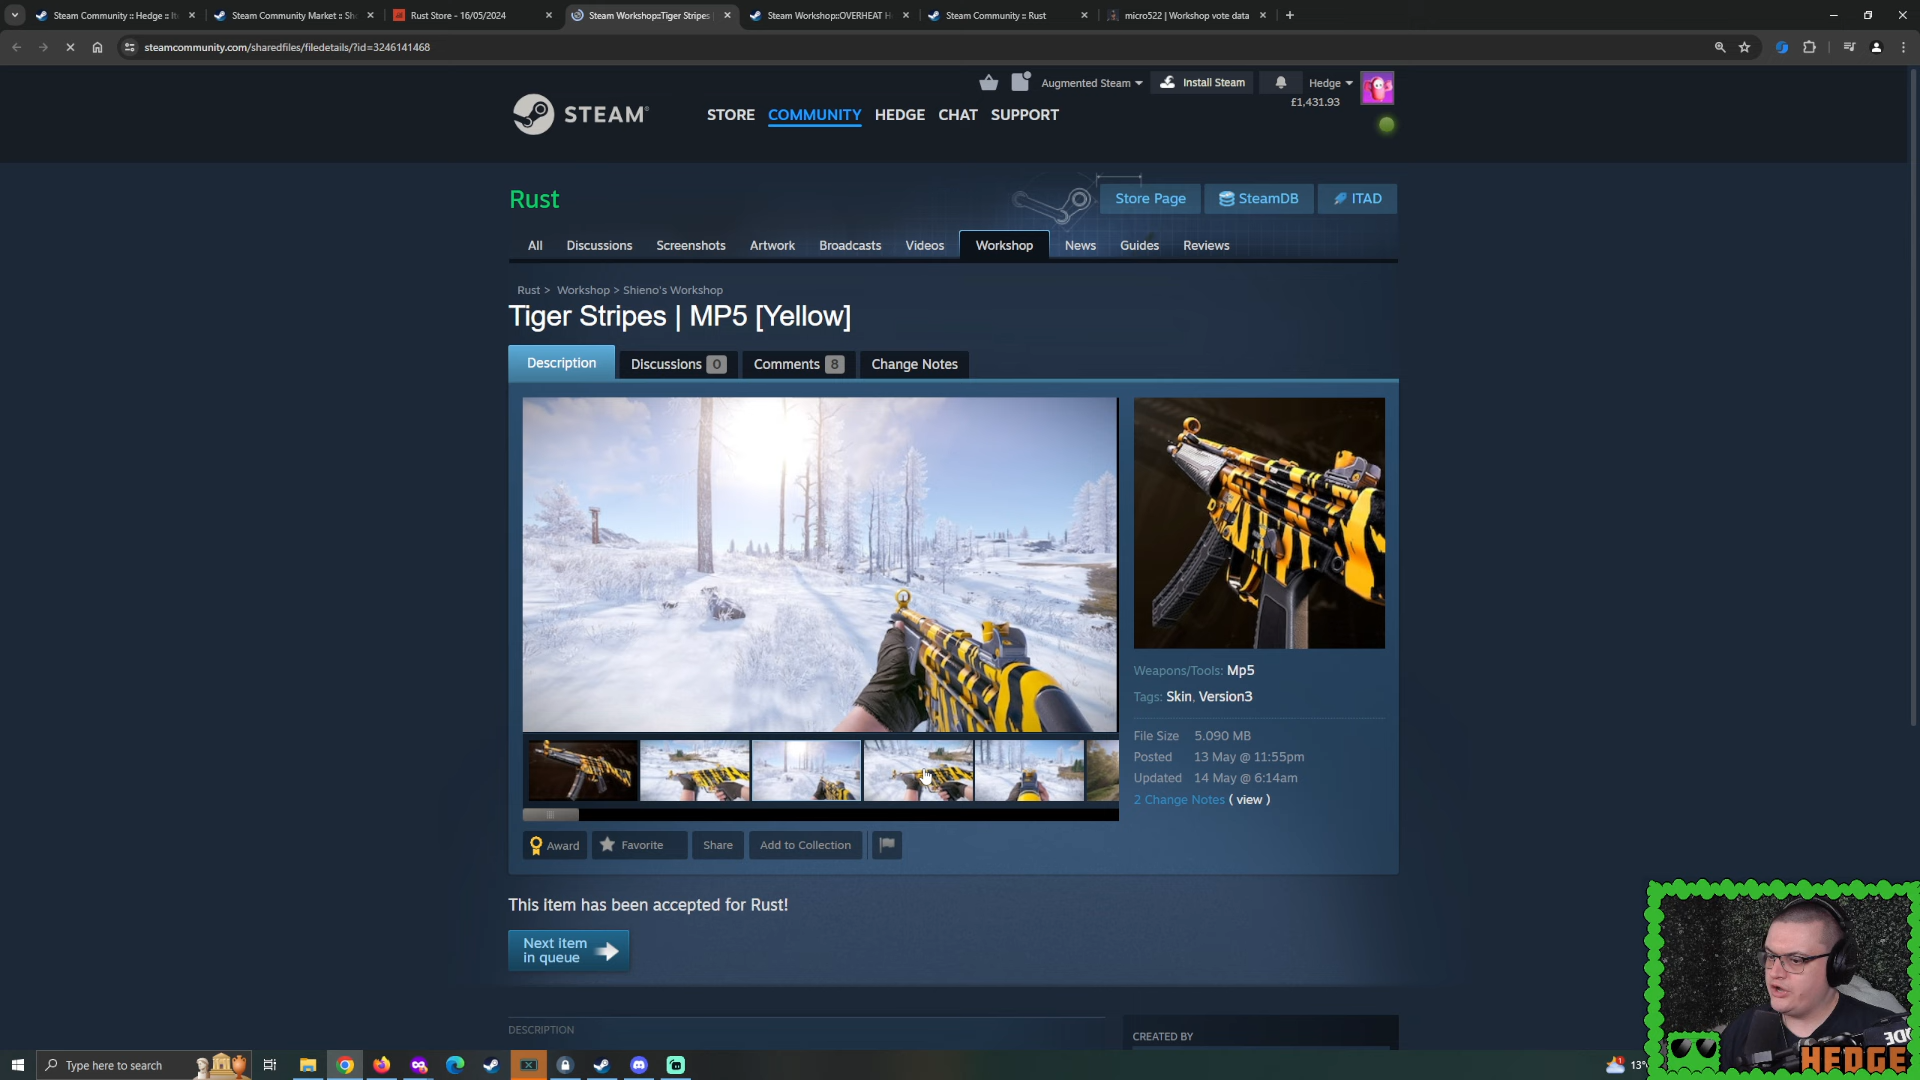 Steam Community :: Hedge :: It
Steam Community Market :: Sh
Rust Store - 16/05/2024
Steam Workshop::Tiger Stripes
Steam Workshop::OVERHEAT H
Steam Community :: Rust
micro522 | Workshop vote data
steamcommunity.com/sharedfiles/filedetails/?id=3246141468
Augmented Steam
Install Steam
Hedge
£1,431.93
STEAM
STORE
COMMUNITY
HEDGE
CHAT
SUPPORT
Rust
Store Page
SteamDB
ITAD
All
Discussions
Screenshots
Artwork
Broadcasts
Videos
Workshop
News
Guides
Reviews
Rust > Workshop > Shieno's Workshop
Tiger Stripes | MP5 [Yellow]
Description
Discussions 0
Comments 8
Change Notes
Weapons/Tools: Mp5
Tags: Skin, Version3
File Size 5.090 MB
Posted 13 May @ 11:55pm
Updated 14 May @ 6:14am
2 Change Notes ( view )
Award
Favorite
Share
Add to Collection
This item has been accepted for Rust!
Next item
in queue
DESCRIPTION
CREATED BY
Type here to search
13°
HEDGE